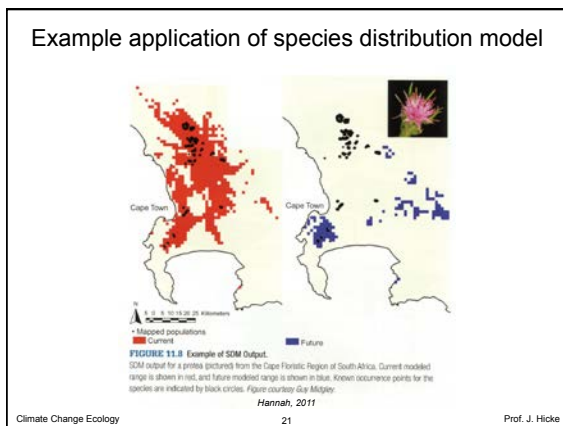 Example application of species distribution model
Cape Town
Cape Town
N
Kilometers
• Mapped populations
Current
Future
FIGURE 11.8 Example of SDM Output.
SDM output for a protea (pictured) from the Cape Floristic Region of South Africa. Current modeled
range is shown in red, and future modeled range is shown in blue. Known occurrence points for the
species are indicated by black circles. Figure courtesy Guy Midgley.
Hannah, 2011
Climate Change Ecology
21
Prof. J. Hicke